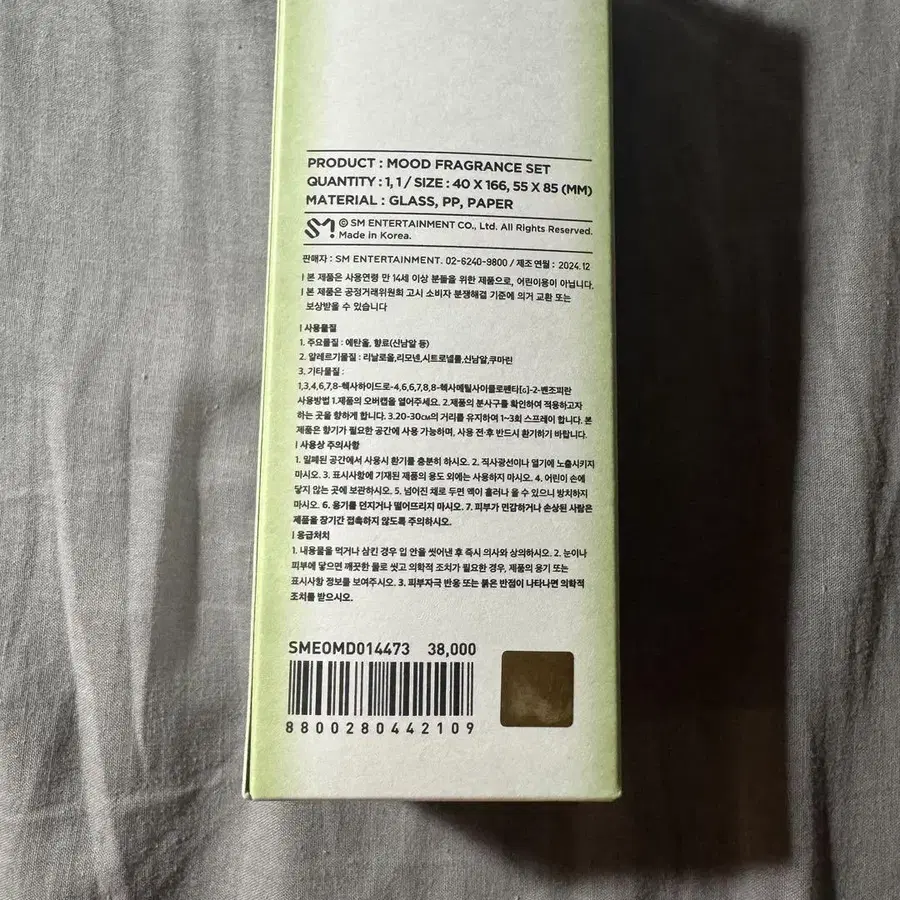 PRODUCT : MOOD FRAGRANCE SET
QUANTITY : 1, 1 / SIZE : 40 X 166, 55 X 85 (MM)
MATERIAL : GLASS, PP, PAPER
SM © SM ENTERTAINMENT CO., Ltd. All Rights Reserved.
Made in Korea.
판매자 : SM ENTERTAINMENT. 02-6240-9800 / 제조 연월 : 2024.12
| 본 제품은 사용연령 만 14세 이상 분들을 위한 제품으로, 어린이용이 아닙니다.
| 본 제품은 공정거래위원회 고시 소비자 분쟁해결 기준에 의거 교환 또는
보상받을 수 있습니다
| 사용물질
1. 주요물질 : 에탄올, 향료(신남알 등)
2. 알레르기물질 : 리날로올,리모넨,시트로넬롤,신남알,쿠마린
3. 기타물질 :
1,3,4,6,7,8-헥사하이드로-4,6,6,7,8,8-헥사메틸사이클로펜타[G]-2-벤조피란
사용방법 1.제품의 오버캡을 열어주세요. 2.제품의 분사구를 확인하여 적용하고자
하는 곳을 향하게 합니다. 3.20-30CM의 거리를 유지하여 1~3회 스프레이 합니다. 본
제품은 향기가 필요한 공간에 사용 가능하며, 사용 전·후 반드시 환기하기 바랍니다.
| 사용상 주의사항
1. 밀폐된 공간에서 사용시 환기를 충분히 하시오. 2. 직사광선이나 열기에 노출시키지
마시오. 3. 표시사항에 기재된 제품의 용도 외에는 사용하지 마시오. 4. 어린이 손에
닿지 않는 곳에 보관하시오. 5. 넘어진 채로 두면 액이 흘러나 올 수 있으니 방치하지
마시오. 6. 용기를 던지거나 떨어뜨리지 마시오. 7. 피부가 민감하거나 손상된 사람은
제품을 장기간 접촉하지 않도록 주의하시오.
| 응급처치
1. 내용물을 먹거나 삼킨 경우 입 안을 씻어낸 후 즉시 의사와 상의하시오. 2. 눈이나
피부에 닿으면 깨끗한 물로 씻고 의학적 조치가 필요한 경우, 제품의 용기 또는
표시사항 정보를 보여주시오. 3. 피부자극 반응 또는 붉은 반점이 나타나면 의학적
조치를 받으시오.
SMEOMD014473 38,000
8800280442109